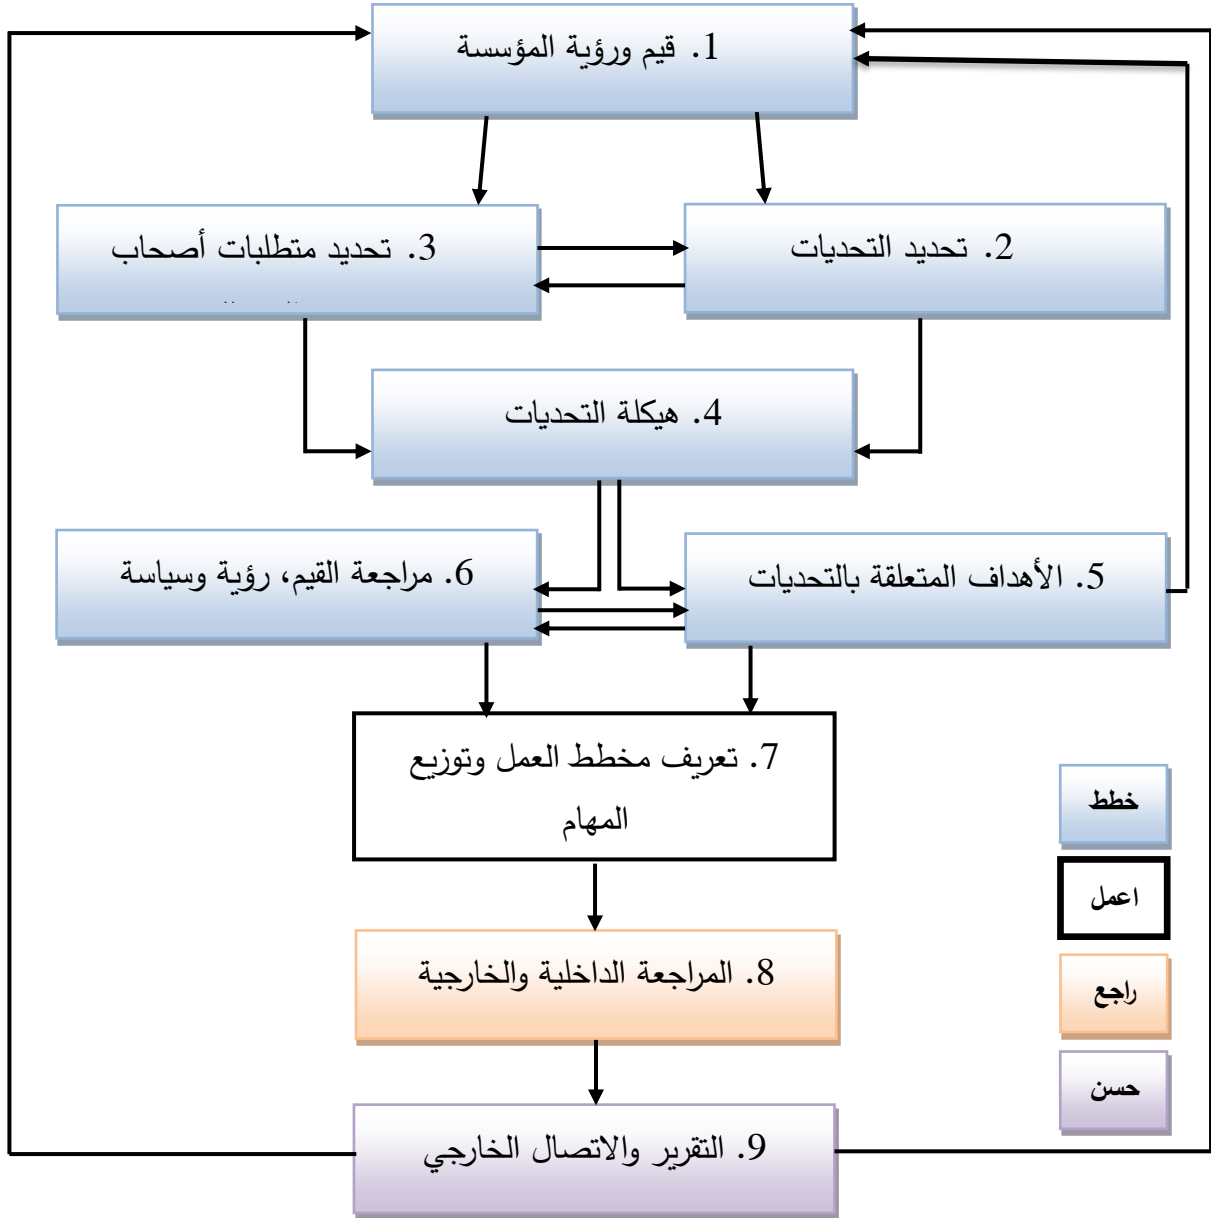 1. قيم ورؤية المؤسسة
2. تحديد التحديات
3. تحديد متطلبات أصحاب
4. هيكلة التحديات
5. الأهداف المتعلقة بالتحديات
6. مراجعة القيم، رؤية وسياسة
7. تعريف مخطط العمل وتوزيع
المهام
8. المراجعة الداخلية والخارجية
9. التقرير والاتصال الخارجي
خطط
اعمل
راجع
حسن